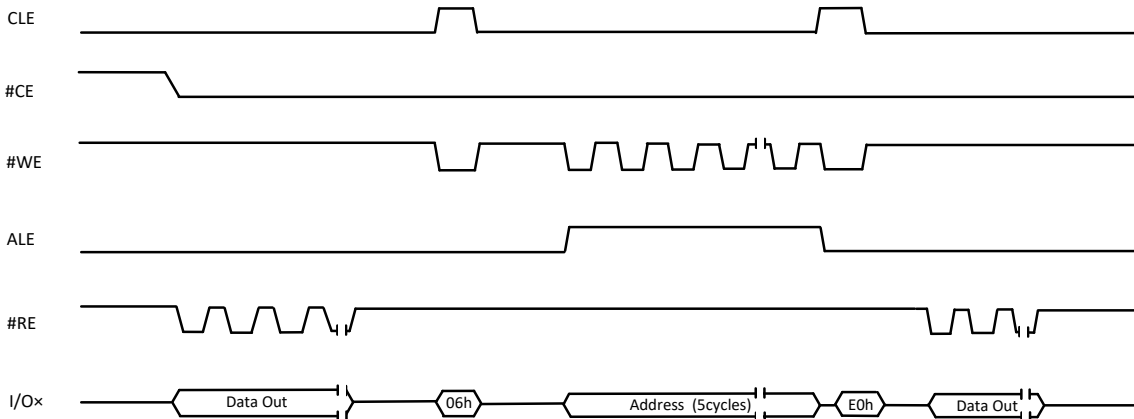 CLE
#CE
#WE
ALE
#RE
I/O×
Data Out
06h
Address (5cycles)
E0h
Data Out